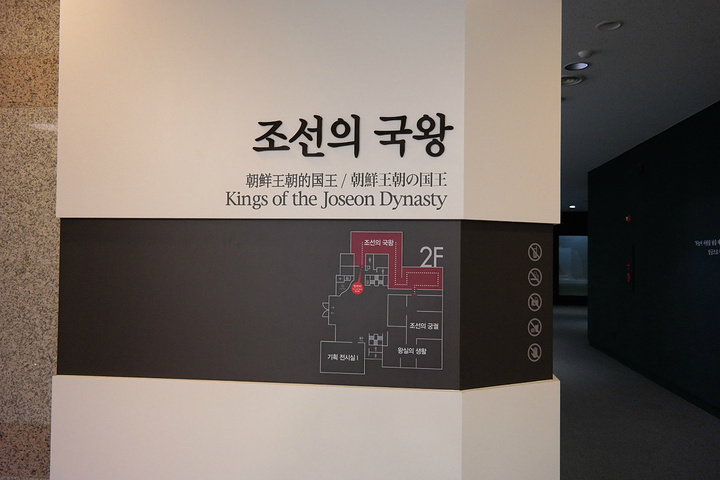 조선의 국왕
朝鲜王朝的国王 / 朝鮮王朝の国王
Kings of the Joseon Dynasty
2F
조선의 국왕
조선의 궁궐
왕실의 생활
기획 전시실 I